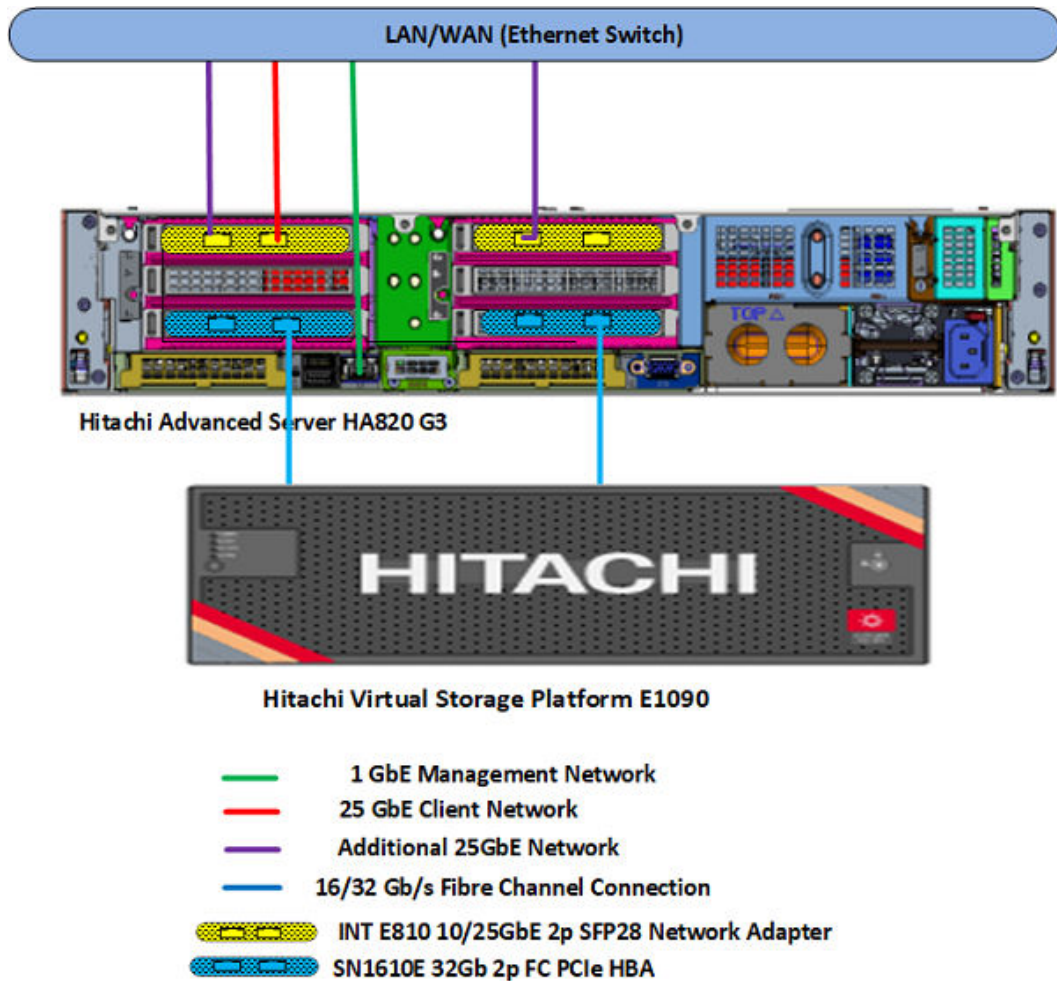 LAN/WAN (Ethernet Switch)
TOP △
Hitachi Advanced Server HA820 G3
HITACHI
Hitachi Virtual Storage Platform E1090
1 GbE Management Network
25 GbE Client Network
Additional 25GbE Network
16/32 Gb/s Fibre Channel Connection
INT E810 10/25GbE 2p SFP28 Network Adapter
SN1610E 32Gb 2p FC PCIe HBA